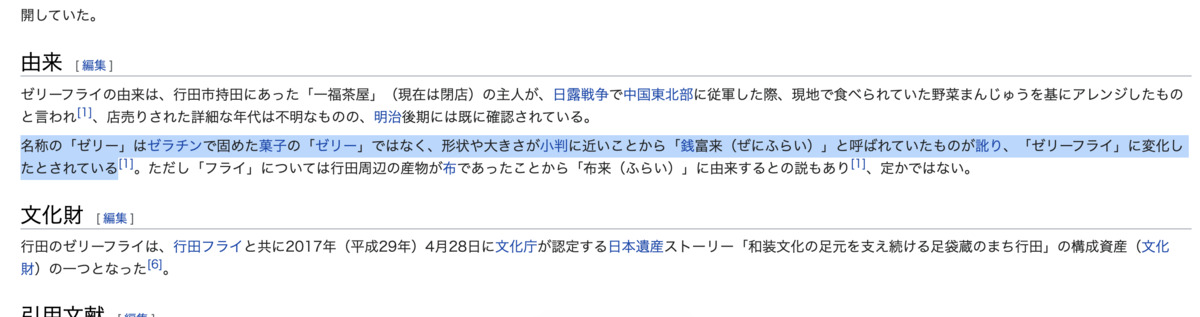 開していた。
由来 [編集]
ゼリーフライの由来は、行田市持田にあった「一福茶屋」（現在は閉店）の主人が、日露戦争で中国東北部に従軍した際、現地で食べられていた野菜まんじゅうを基にアレンジしたもの
と言われ[1]、店売りされた詳細な年代は不明なものの、明治後期には既に確認されている。
名称の「ゼリー」はゼラチンで固めた菓子の「ゼリー」ではなく、形状や大きさが小判に近いことから「銭富来（ぜにふらい）」と呼ばれていたものが訛り、「ゼリーフライ」に変化し
たとされている[1]。ただし「フライ」については行田周辺の産物が布であったことから「布来（ふらい）」に由来するとの説もあり[1]、定かではない。
文化財 [編集]
行田のゼリーフライは、行田フライと共に2017年（平成29年）4月28日に文化庁が認定する日本遺産ストーリー「和装文化の足元を支え続ける足袋蔵のまち行田」の構成資産（文化
財）の一つとなった[6]。
引用文献 [編集]